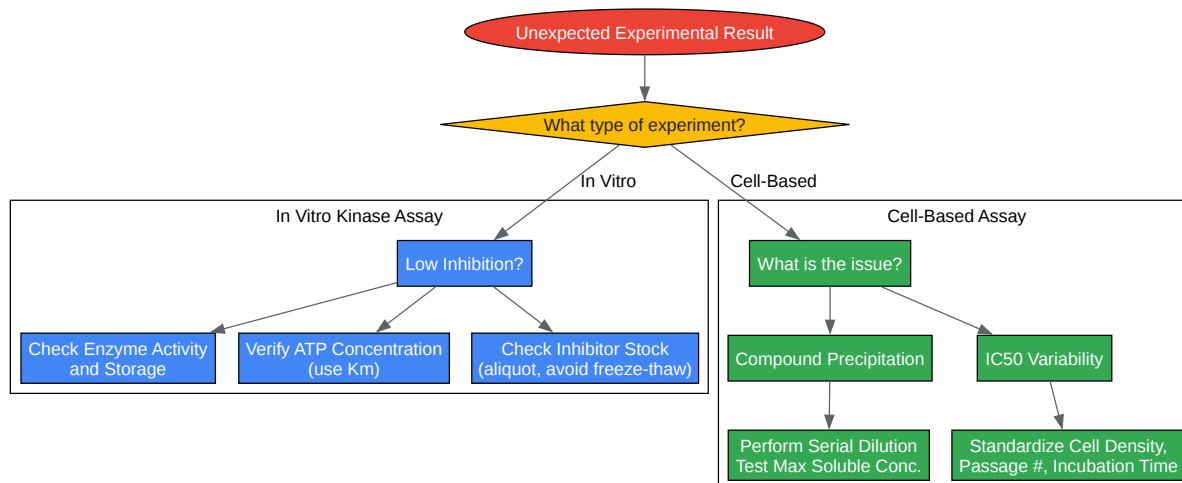 Unexpected Experimental Result
What type of experiment?
In Vitro
Cell-Based
In Vitro Kinase Assay
Cell-Based Assay
Low Inhibition?
What is the issue?
Check Enzyme Activity
and Storage
Verify ATP Concentration
(use Km)
Check Inhibitor Stock
(aliquot, avoid freeze-thaw)
Compound Precipitation
IC50 Variability
Perform Serial Dilution
Test Max Soluble Conc.
Standardize Cell Density,
Passage #, Incubation Time